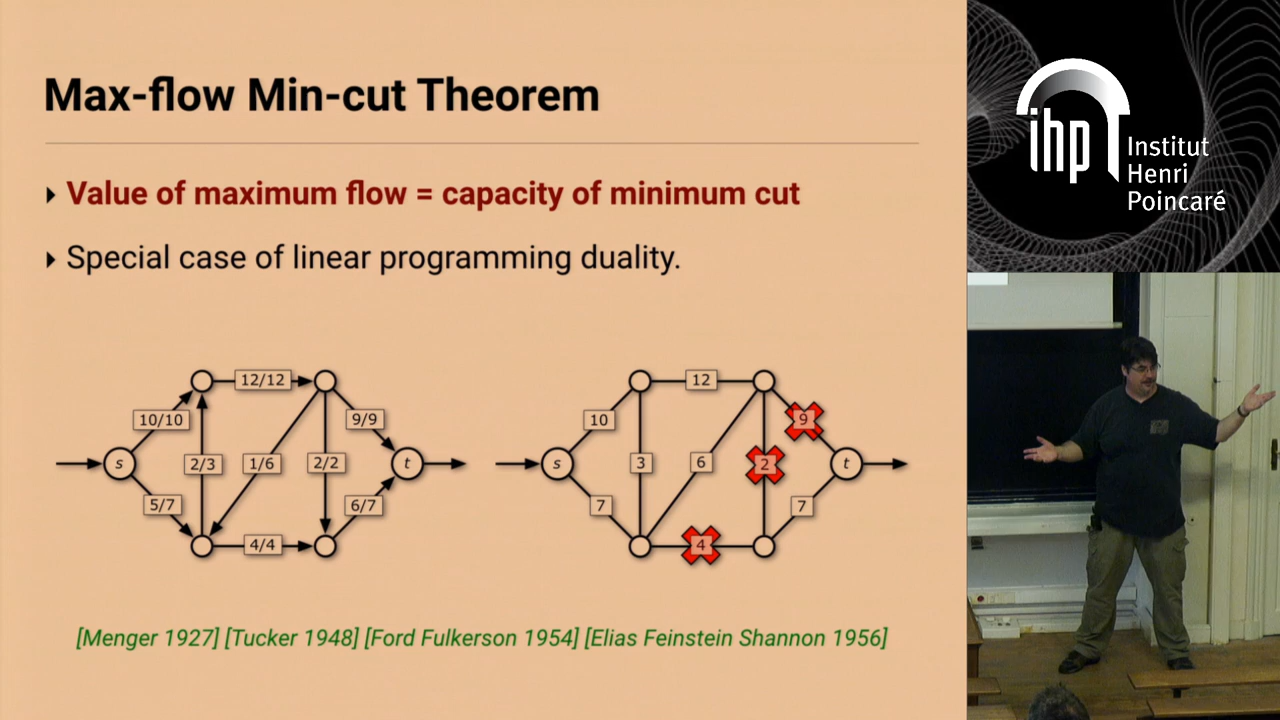 Max-flow Min-cut Theorem
Value of maximum flow = capacity of minimum cut
Special case of linear programming duality.
12/12
10/10
9/9
s
2/3
1/6
2/2
t
5/7
6/7
4/4
12
10
9
s
3
6
2
t
7
7
4
[Menger 1927] [Tucker 1948] [Ford Fulkerson 1954] [Elias Feinstein Shannon 1956]
ihp
Institut
Henri
Poincaré